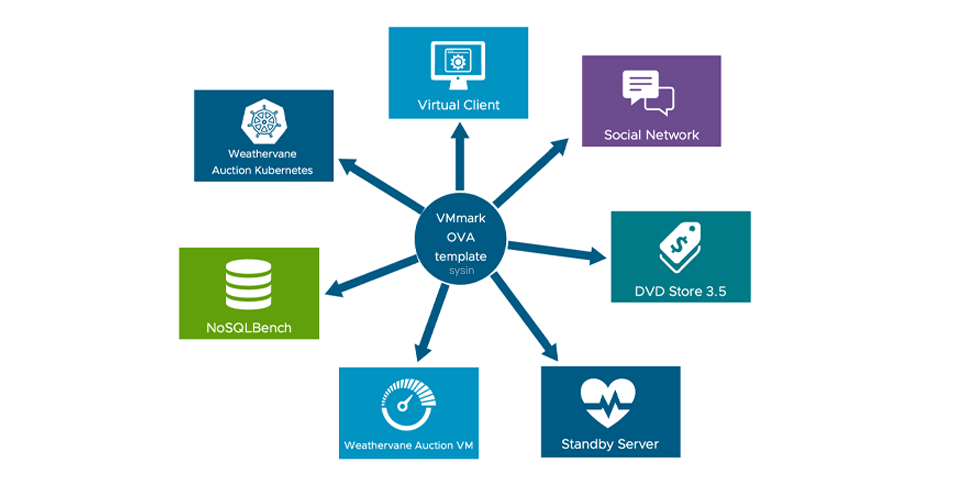 Virtual Client
Social Network
Weathervane
Auction Kubernetes
VMmark
OVA
template
sysin
DVD Store 3.5
NoSQLBench
Weathervane Auction VM
Standby Server